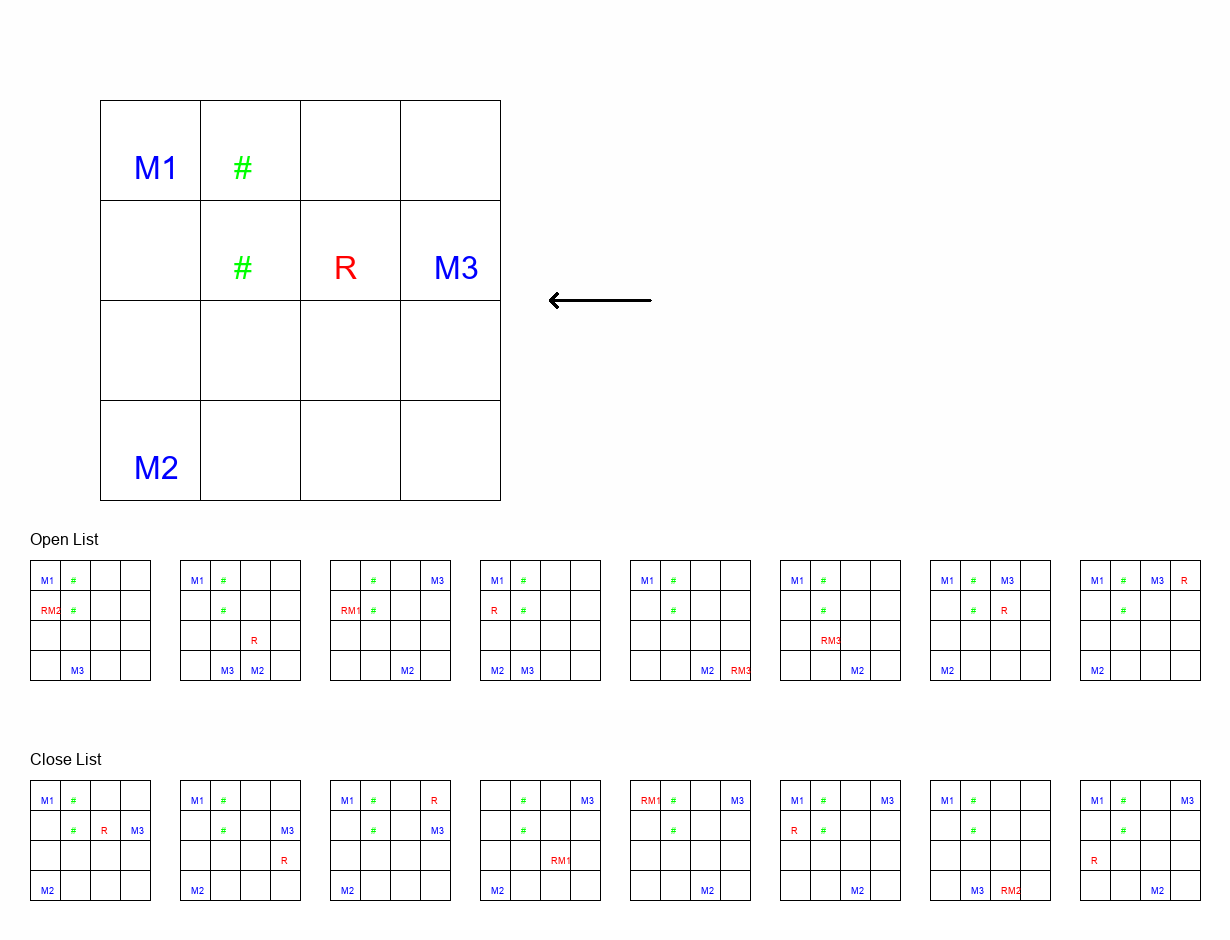 M1 #
# R M3
M2
Open List
M1 # M1 # # M3 M1 # M1 # M1 # M1 # M3 M1 # M3 R
RM2 # # RM1 # R # # # # R #
R RM3
M3 M3 M2 M2 M2 M3 M2 RM3 M2 M2 M2
Close List
M1 # M1 # M1 # R # M3 RM1 # M3 M1 # M3 M1 # M1 # M3
# R M3 # M3 # M3 # # R # # #
R RM1 R
M2 M2 M2 M2 M2 M2 M3 RM2 M2